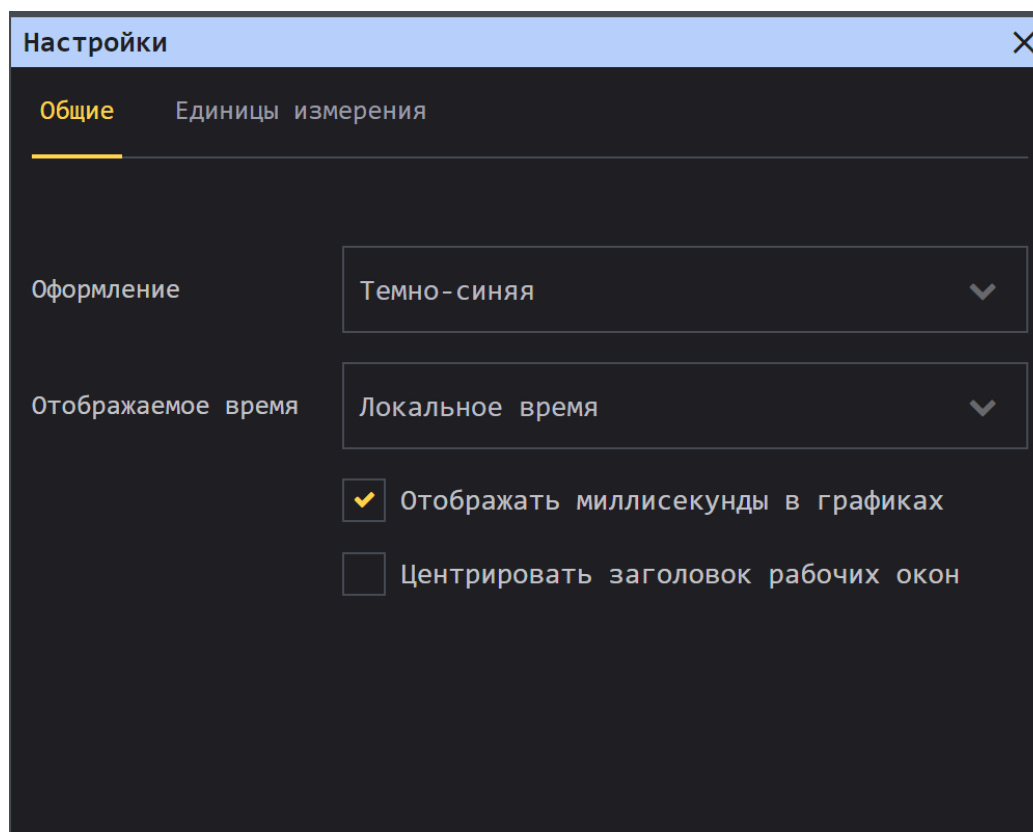 Настройки
Общие Единицы измерения
Оформление Темно-синяя
Отображаемое время Локальное время
Отображать миллисекунды в графиках
Центрировать заголовок рабочих окон